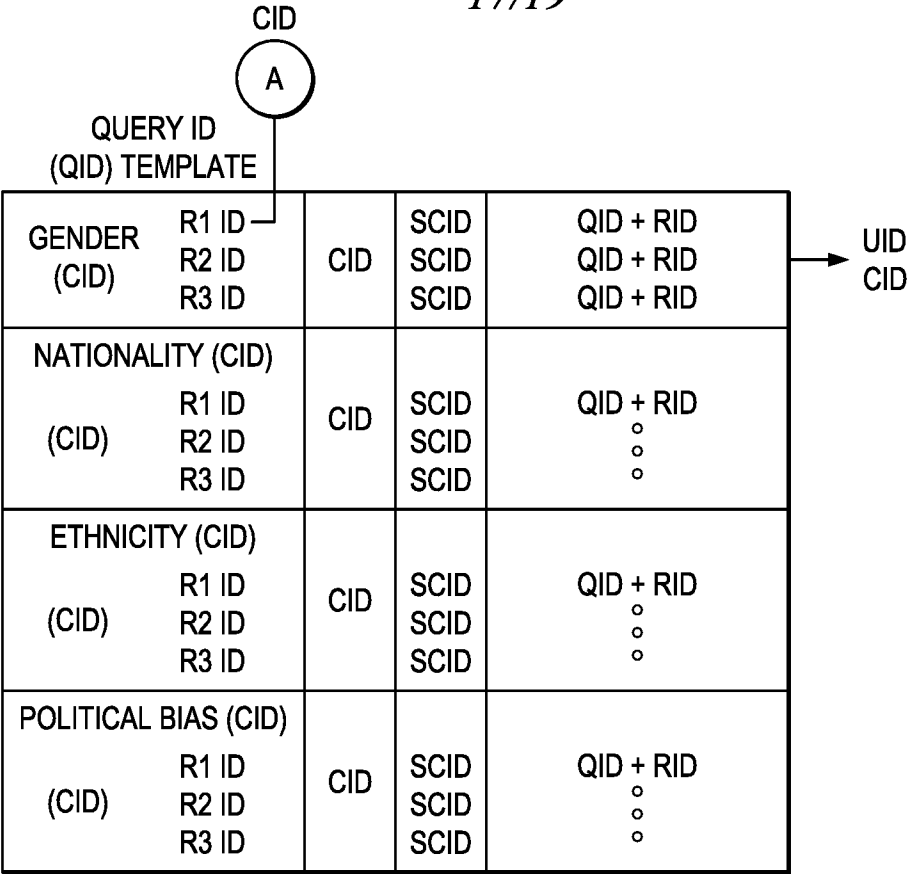 17/19
CID
A
QUERY ID
(QID) TEMPLATE
GENDER
(CID)
R1 ID
R2 ID
R3 ID
CID
SCID
SCID
SCID
QID + RID
QID + RID
QID + RID
UID
CID
NATIONALITY (CID)
(CID)
R1 ID
R2 ID
R3 ID
CID
SCID
SCID
SCID
QID + RID
ETHNICITY (CID)
(CID)
R1 ID
R2 ID
R3 ID
CID
SCID
SCID
SCID
QID + RID
POLITICAL BIAS (CID)
(CID)
R1 ID
R2 ID
R3 ID
CID
SCID
SCID
SCID
QID + RID